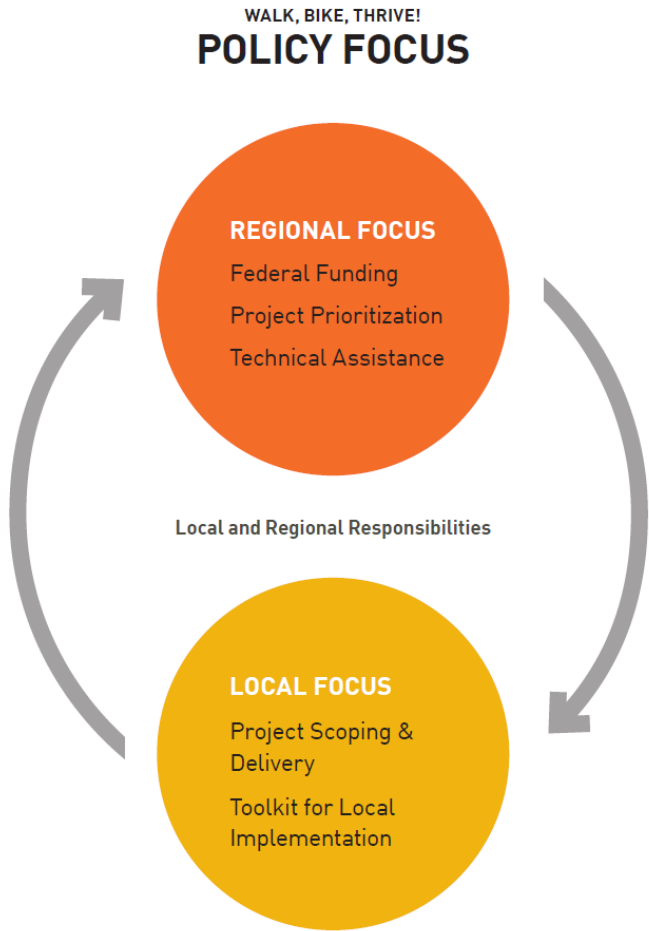 WALK, BIKE, THRIVE!
POLICY FOCUS
REGIONAL FOCUS
Federal Funding
Project Prioritization
Technical Assistance
Local and Regional Responsibilities
LOCAL FOCUS
Project Scoping &
Delivery
Toolkit for Local
Implementation